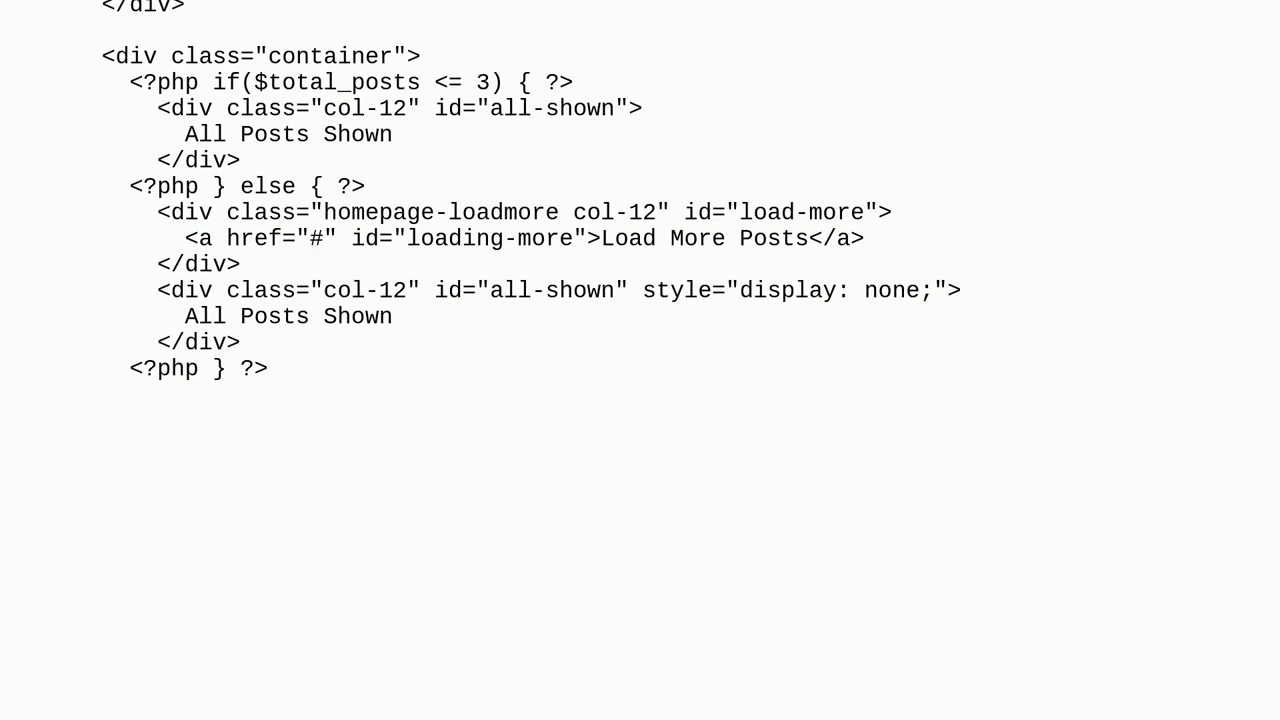 </div>
<div class="container">
<?php if($total_posts <= 3) { ?>
<div class="col-12" id="all-shown">
All Posts Shown
</div>
<?php } else { ?>
<div class="homepage-loadmore col-12" id="load-more">
<a href="#" id="loading-more">Load More Posts</a>
</div>
<div class="col-12" id="all-shown" style="display: none;">
All Posts Shown
</div>
<?php } ?>